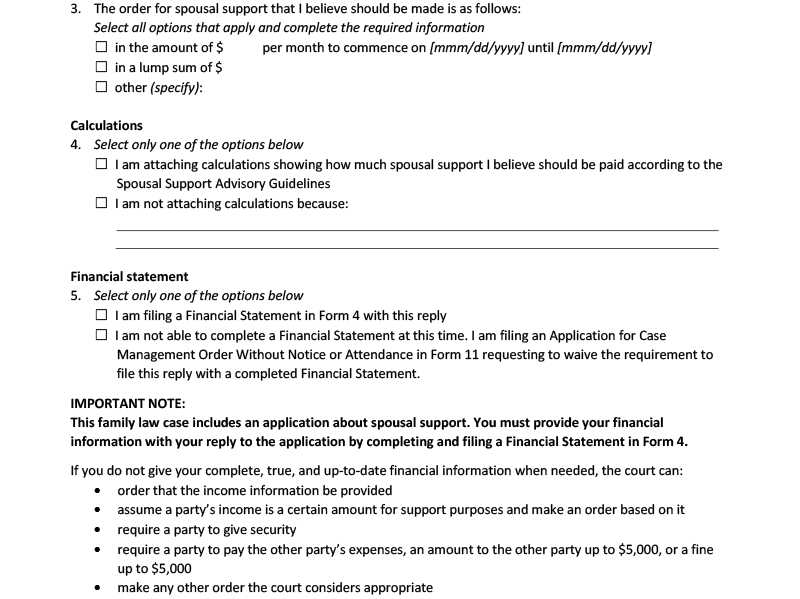 3. The order for spousal support that I believe should be made is as follows:
Select all options that apply and complete the required information
☐ in the amount of $ per month to commence on [mmm/dd/yyyy] until [mmm/dd/yyyy]
☐ in a lump sum of $
☐ other (specify):
Calculations
4. Select only one of the options below
☐ I am attaching calculations showing how much spousal support I believe should be paid according to the
Spousal Support Advisory Guidelines
☐ I am not attaching calculations because:
Financial statement
5. Select only one of the options below
☐ I am filing a Financial Statement in Form 4 with this reply
☐ I am not able to complete a Financial Statement at this time. I am filing an Application for Case
Management Order Without Notice or Attendance in Form 11 requesting to waive the requirement to
file this reply with a completed Financial Statement.
IMPORTANT NOTE:
This family law case includes an application about spousal support. You must provide your financial
information with your reply to the application by completing and filing a Financial Statement in Form 4.
If you do not give your complete, true, and up-to-date financial information when needed, the court can:
• order that the income information be provided
• assume a party's income is a certain amount for support purposes and make an order based on it
• require a party to give security
• require a party to pay the other party's expenses, an amount to the other party up to $5,000, or a fine
up to $5,000
• make any other order the court considers appropriate